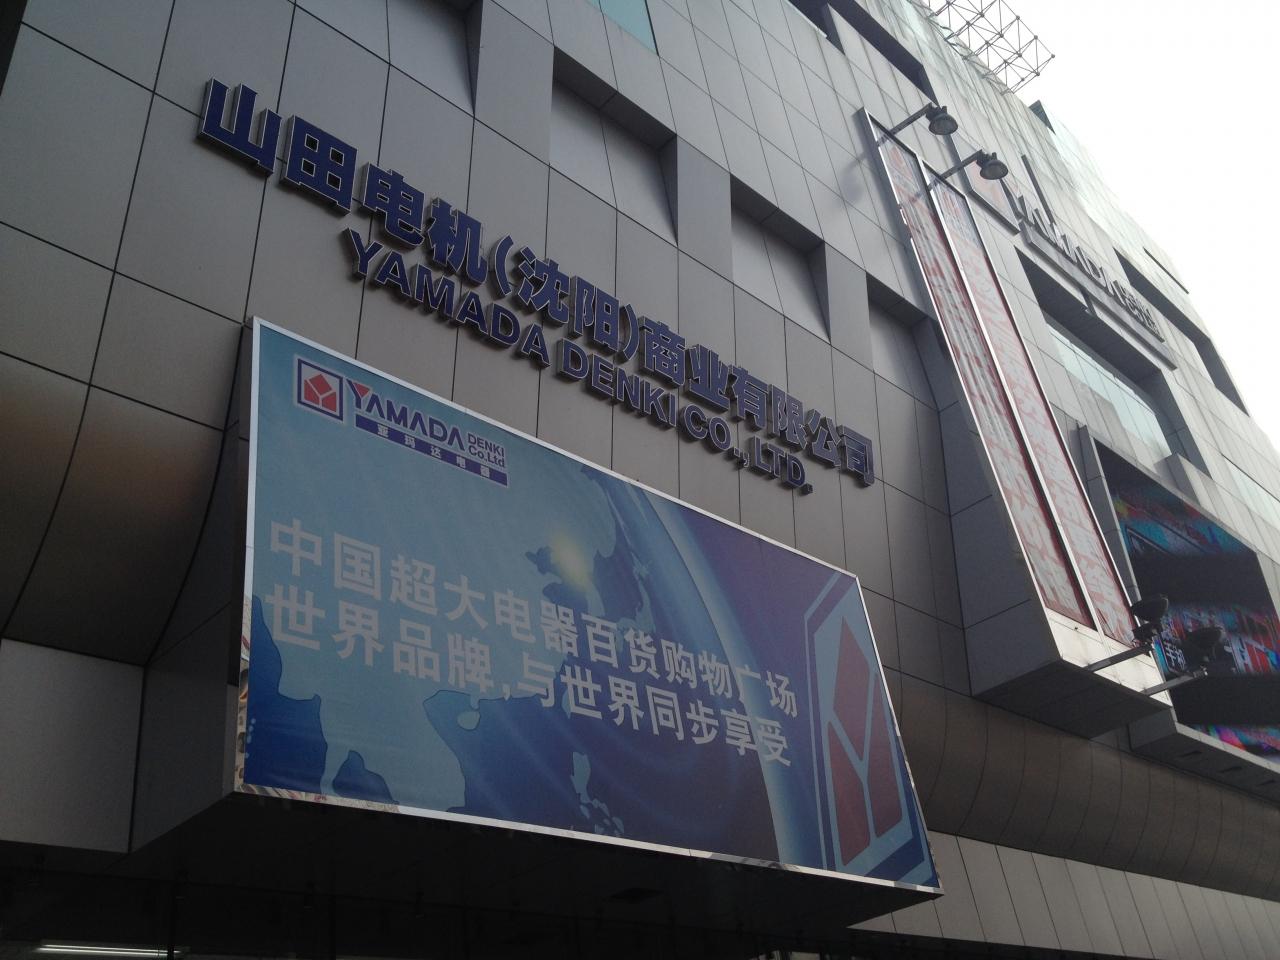 山田电机(沈阳)商业有限公司
YAMADA DENKI CO.,LTD.
YAMADA DENKI Co.Ltd
亚玛达电器
中国超大电器百货购物广场
世界品牌,与世界同步享受
YAMADA